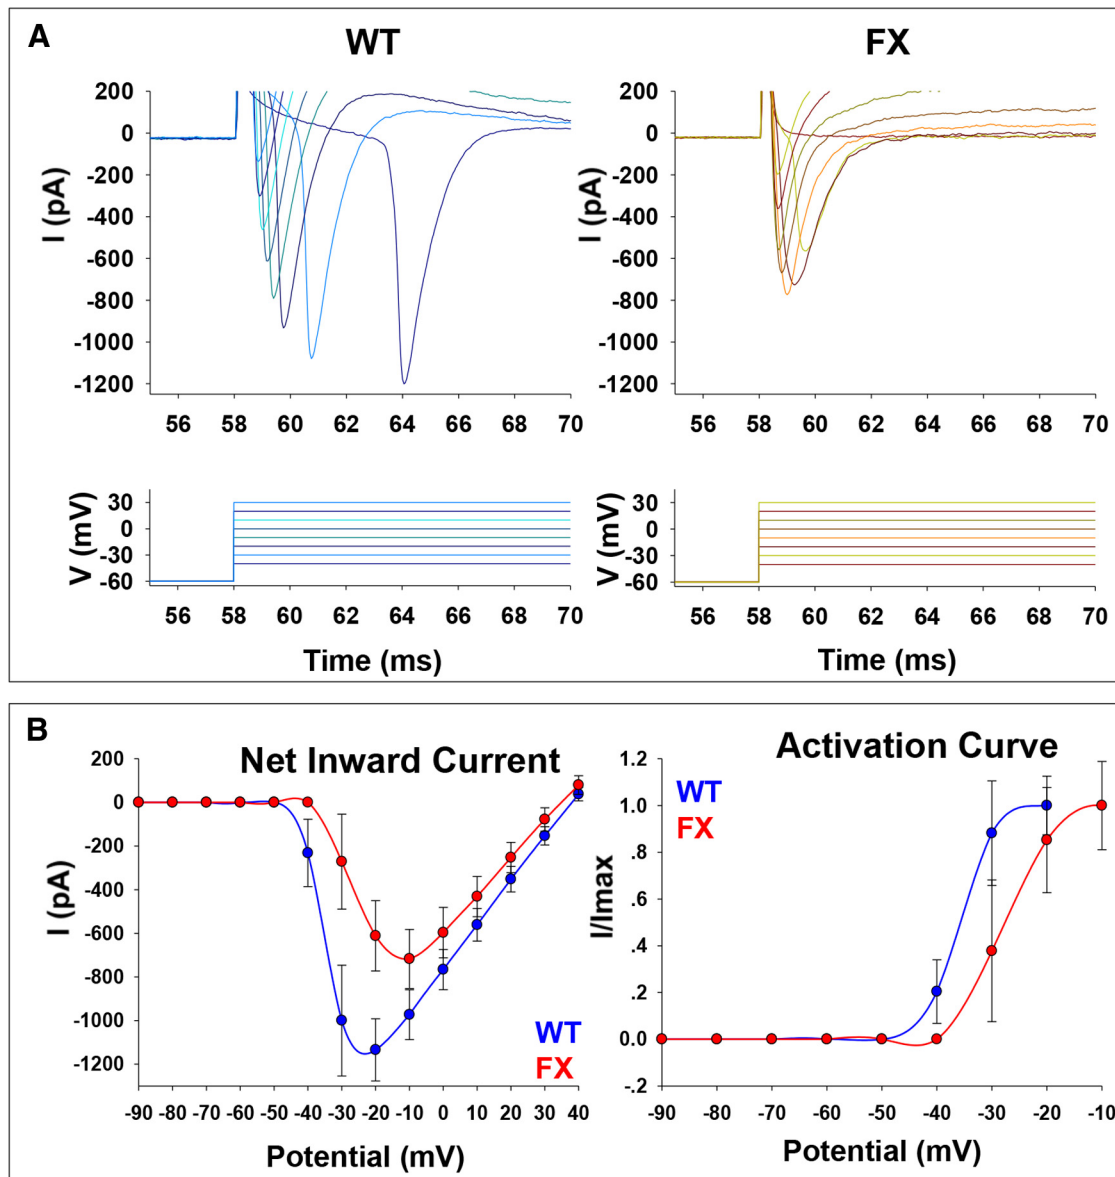 A
WT
FX
I (pA)
200
0
-200
-400
-600
-800
-1000
-1200
56 58 60 62 64 66 68 70
I (pA)
200
0
-200
-400
-600
-800
-1000
-1200
56 58 60 62 64 66 68 70
V (mV)
30
0
-30
-60
56 58 60 62 64 66 68 70
Time (ms)
V (mV)
30
0
-30
-60
56 58 60 62 64 66 68 70
Time (ms)
B
Net Inward Current
I (pA)
200
0
-200
-400
-600
-800
-1000
-1200
WT
FX
-90 -80 -70 -60 -50 -40 -30 -20 -10 0 10 20 30 40
Potential (mV)
Activation Curve
WT
FX
I/Imax
1.2
1.0
.8
.6
.4
.2
0.0
-.2
-90 -80 -70 -60 -50 -40 -30 -20 -10
Potential (mV)